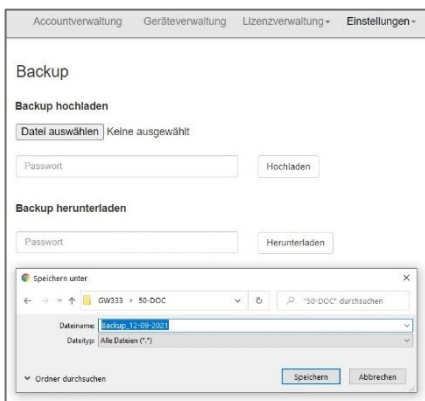 Accountverwaltung Geräteverwaltung Lizenzverwaltung Einstellungen
Backup
Backup hochladen
Datei auswählen Keine ausgewählt
Passwort Hochladen
Backup herunterladen
Passwort Herunterladen
Speichern unter
GW333 › 50-DOC "50-DOC" durchsuchen
Dateiname: Backup_12-09-2021
Dateityp: Alle Dateien (*.*)
Ordner durchsuchen Speichern Abbrechen